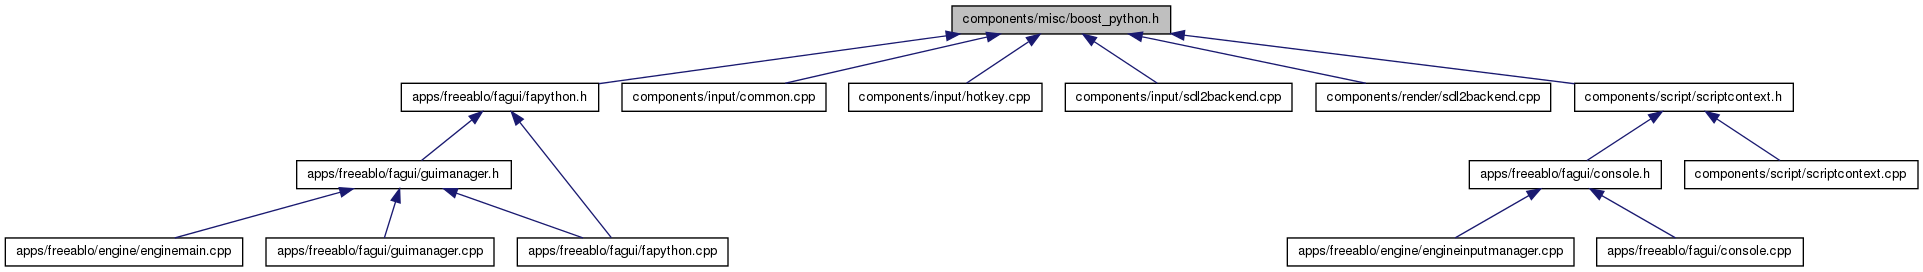 components/misc/boost_python.h
apps/freeablo/fagui/fapython.h
components/input/common.cpp
components/input/hotkey.cpp
components/input/sdl2backend.cpp
components/render/sdl2backend.cpp
components/script/scriptcontext.h
apps/freeablo/fagui/guimanager.h
apps/freeablo/fagui/console.h
components/script/scriptcontext.cpp
apps/freeablo/engine/enginemain.cpp
apps/freeablo/fagui/guimanager.cpp
apps/freeablo/fagui/fapython.cpp
apps/freeablo/engine/engineinputmanager.cpp
apps/freeablo/fagui/console.cpp